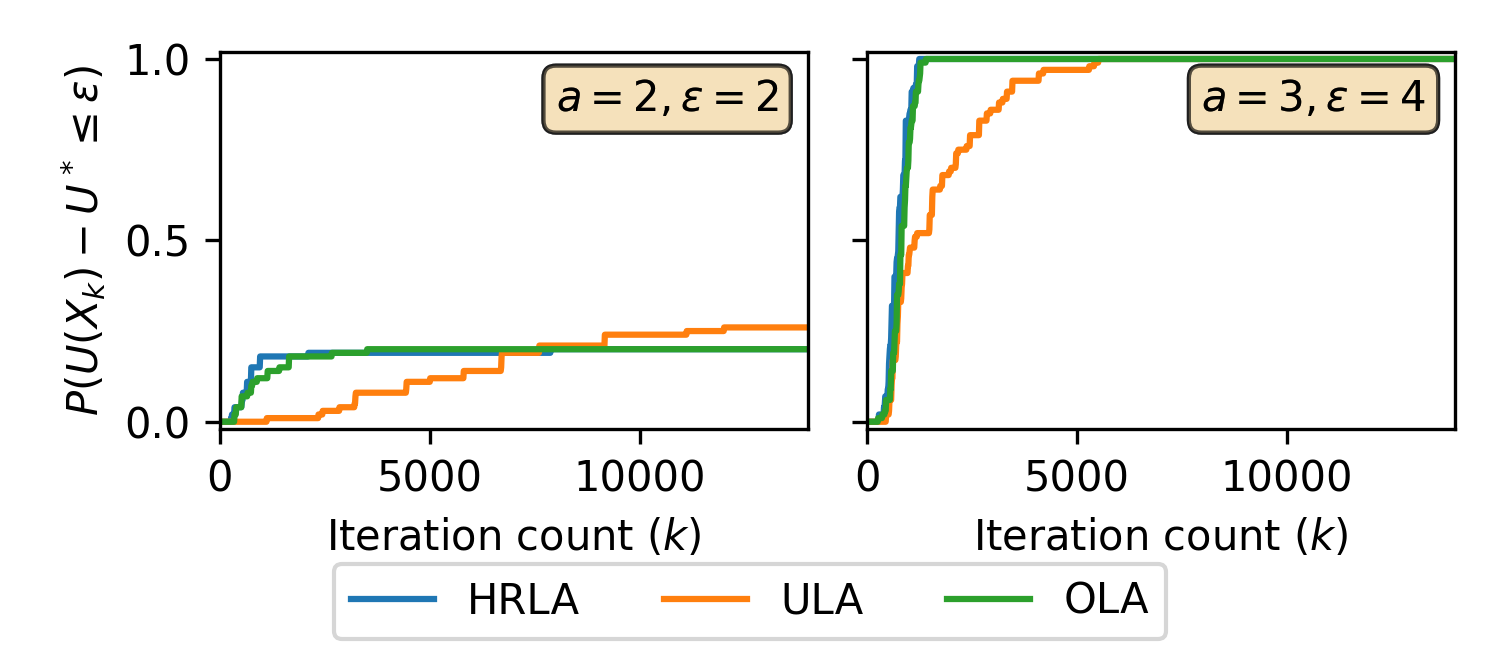 P(U(X_k) − U* ≤ ε)
1.0
0.5
0.0
a = 2, ε = 2
0 5000 10000
Iteration count (k)
a = 3, ε = 4
0 5000 10000
Iteration count (k)
HRLA ULA OLA